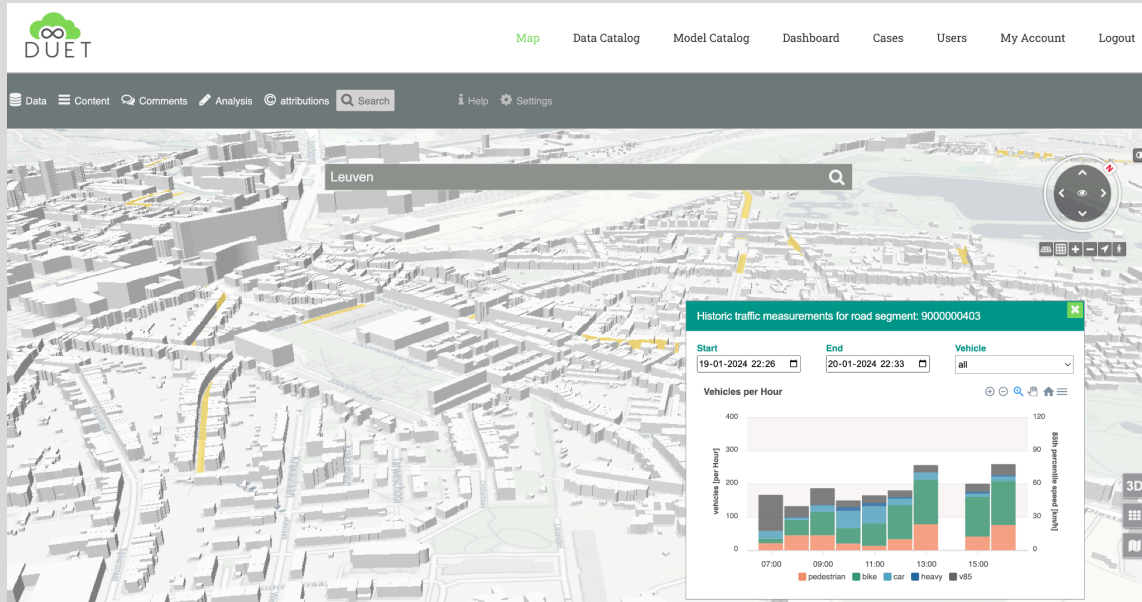 DUET
Map Data Catalog Model Catalog Dashboard Cases Users My Account Logout
Data Content Comments Analysis © attributions Search Help Settings
Leuven
N
Historic traffic measurements for road segment: 9000000403
Start End Vehicle
19-01-2024 22:26 20-01-2024 22:33 all
Vehicles per Hour
400 120
300 90
200 60
100 30
0 0
vehicles [per Hour]
85th percentile speed [km/h]
07:00 09:00 11:00 13:00 15:00
pedestrian bike car heavy v85
3D